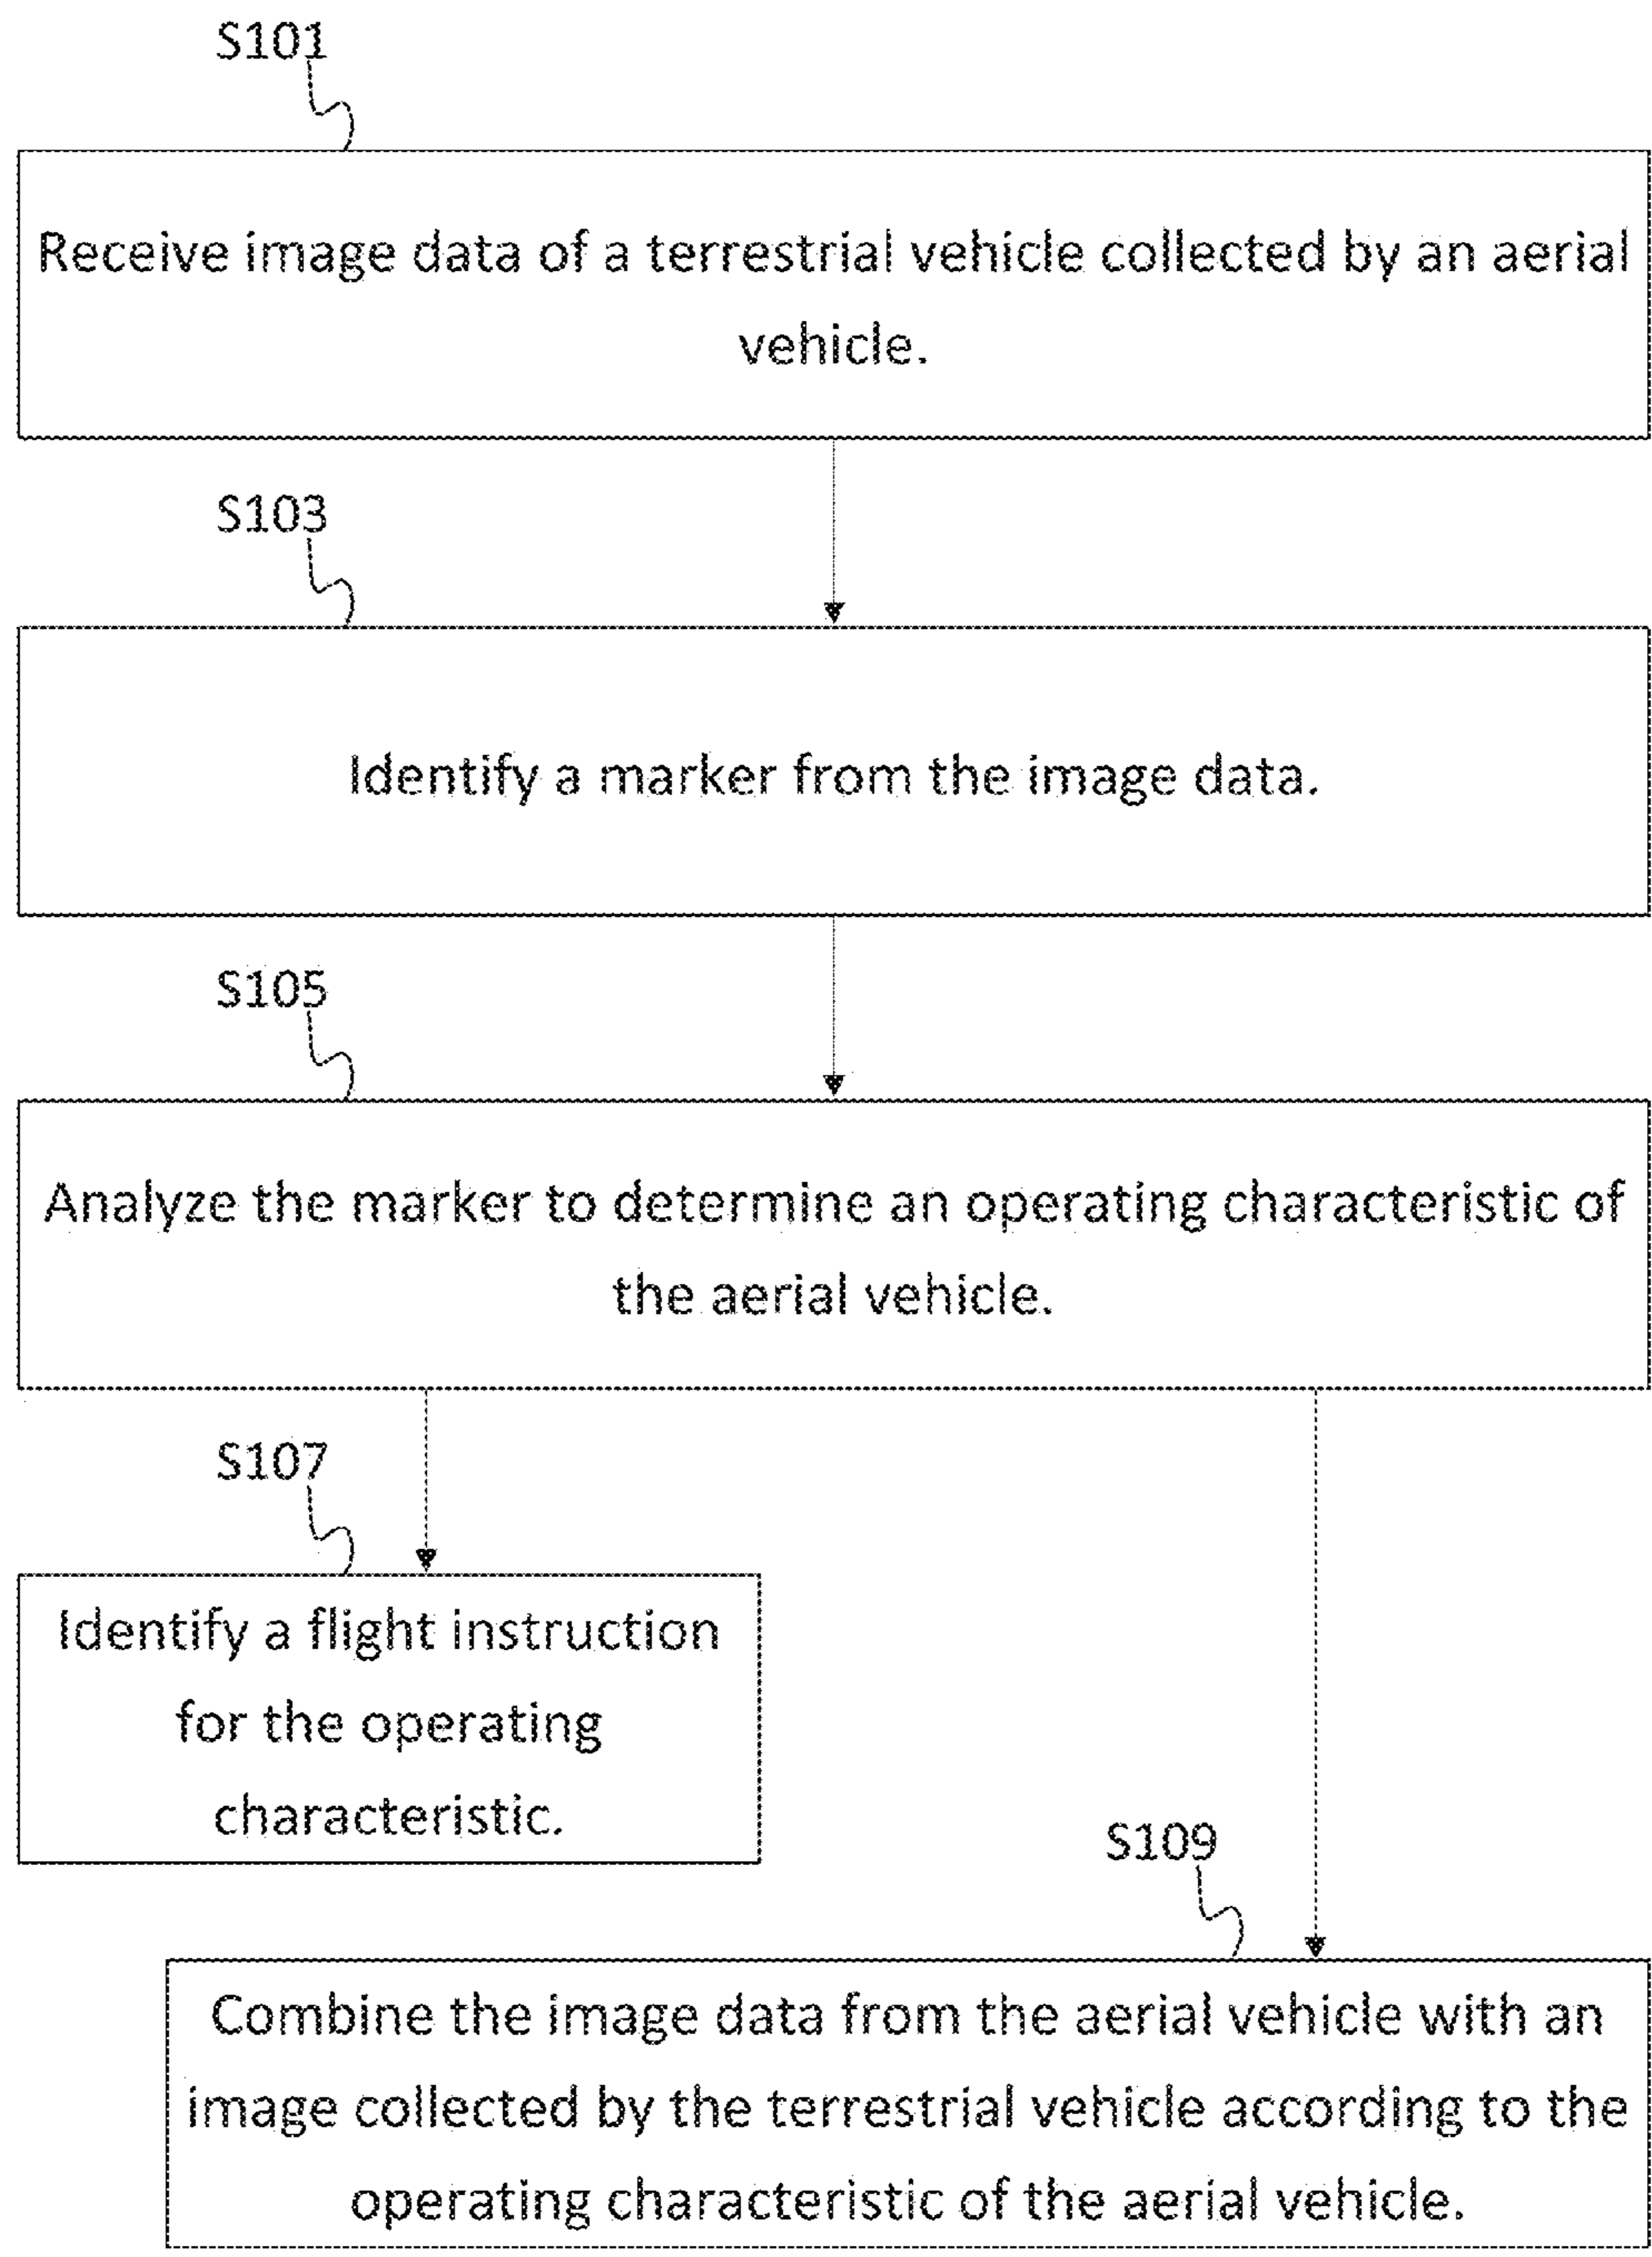 S101
Receive image data of a terrestrial vehicle collected by an aerial
vehicle.
S103
Identify a marker from the image data.
S105
Analyze the marker to determine an operating characteristic of
the aerial vehicle.
S107
Identify a flight instruction
for the operating
characteristic.
S109
Combine the image data from the aerial vehicle with an
image collected by the terrestrial vehicle according to the
operating characteristic of the aerial vehicle.